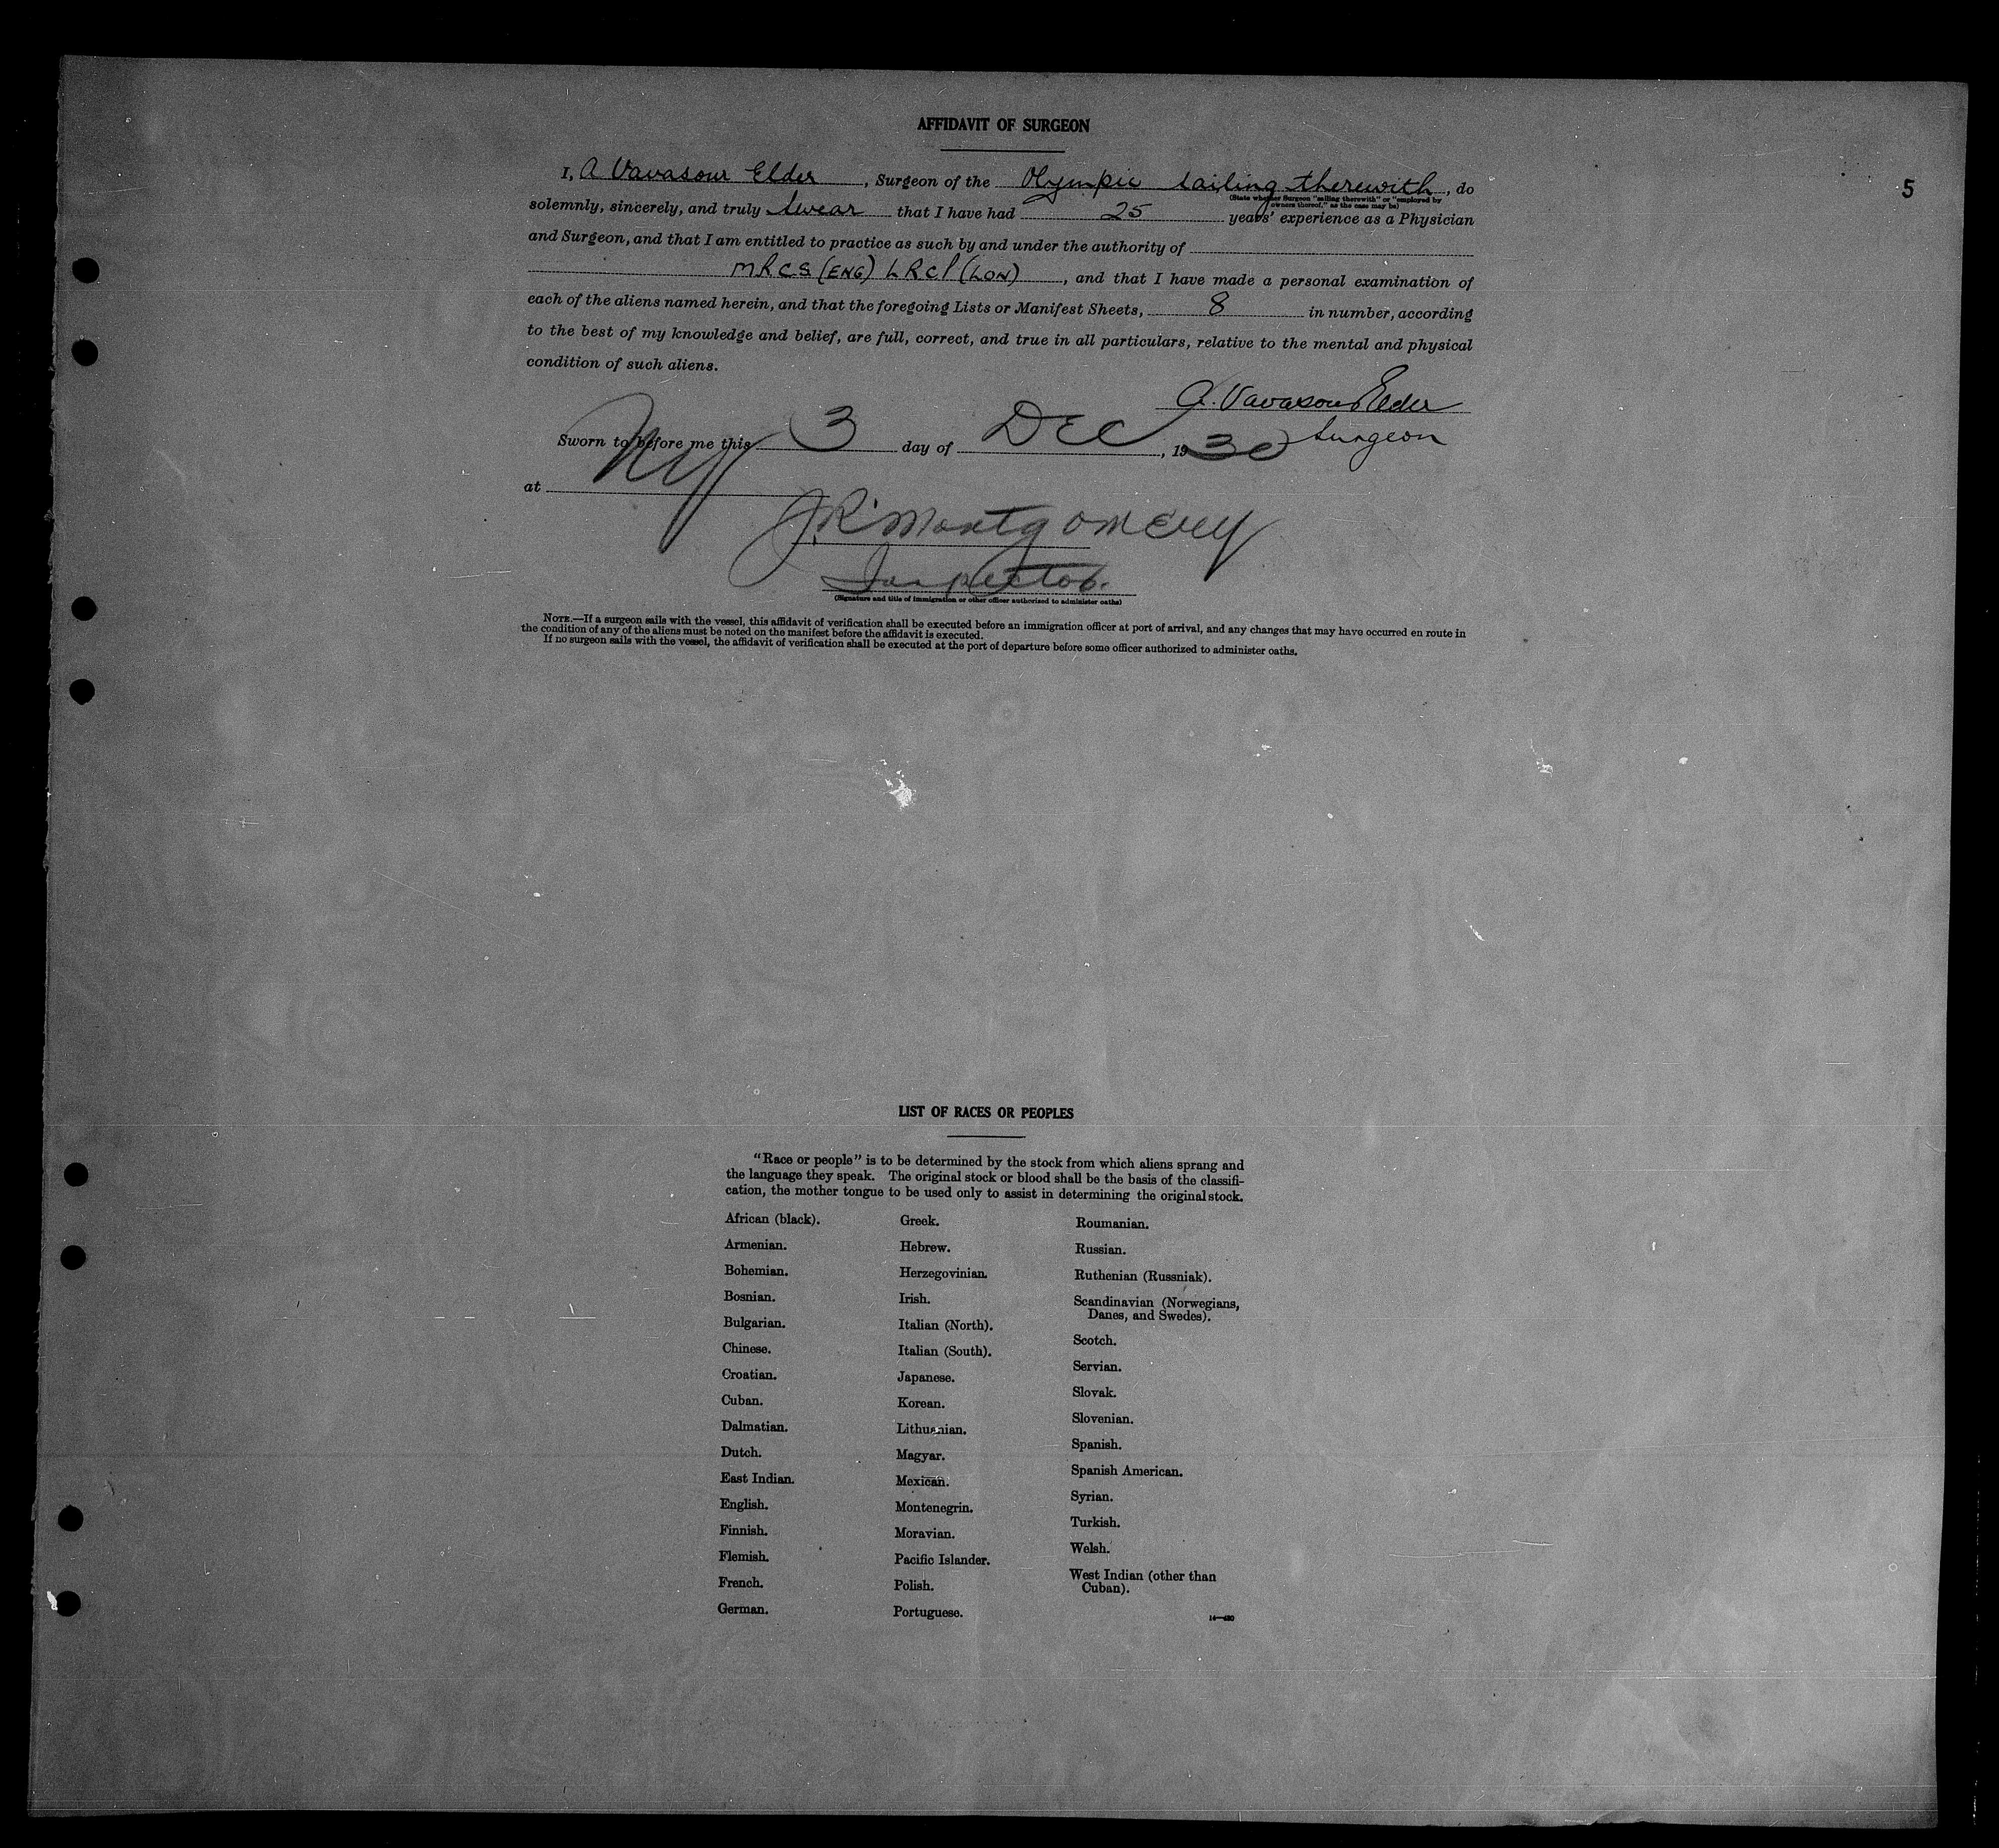 AFFIDAVIT OF SURGEON
5
I, A Vavasour Elder, Surgeon of the Olympic sailing therewith, do
(State whether Surgeon "sailing therewith" or "employed by
owners thereof," as the case may be)
solemnly, sincerely, and truly swear that I have had 25 years' experience as a Physician
and Surgeon, and that I am entitled to practice as such by and under the authority of
MRCS (ENG) LRCP (LON), and that I have made a personal examination of
each of the aliens named herein, and that the foregoing Lists or Manifest Sheets, 8 in number, according
to the best of my knowledge and belief, are full, correct, and true in all particulars, relative to the mental and physical
condition of such aliens.
A. Vavasour Elder
Surgeon
Sworn to before me this 3 day of DEC, 1930
at NY
J.R. Montgomery
Inspector.
(Signature and title of immigration or other officer authorized to administer oaths)
NOTE.—If a surgeon sails with the vessel, this affidavit of verification shall be executed before an immigration officer at port of arrival, and any changes that may have occurred en route in
the condition of any of the aliens must be noted on the manifest before the affidavit is executed.
If no surgeon sails with the vessel, the affidavit of verification shall be executed at the port of departure before some officer authorized to administer oaths.
LIST OF RACES OR PEOPLES
"Race or people" is to be determined by the stock from which aliens sprang and
the language they speak. The original stock or blood shall be the basis of the classifi-
cation, the mother tongue to be used only to assist in determining the original stock.
African (black).
Armenian.
Bohemian.
Bosnian.
Bulgarian.
Chinese.
Croatian.
Cuban.
Dalmatian.
Dutch.
East Indian.
English.
Finnish.
Flemish.
French.
German.
Greek.
Hebrew.
Herzegovinian.
Irish.
Italian (North).
Italian (South).
Japanese.
Korean.
Lithuanian.
Magyar.
Mexican.
Montenegrin.
Moravian.
Pacific Islander.
Polish.
Portuguese.
Roumanian.
Russian.
Ruthenian (Russniak).
Scandinavian (Norwegians,
Danes, and Swedes).
Scotch.
Servian.
Slovak.
Slovenian.
Spanish.
Spanish American.
Syrian.
Turkish.
Welsh.
West Indian (other than
Cuban).